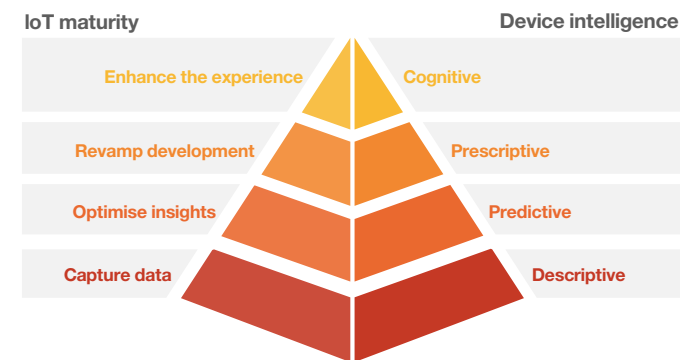 IoT maturity
Device intelligence
Enhance the experience
Cognitive
Revamp development
Prescriptive
Optimise insights
Predictive
Capture data
Descriptive